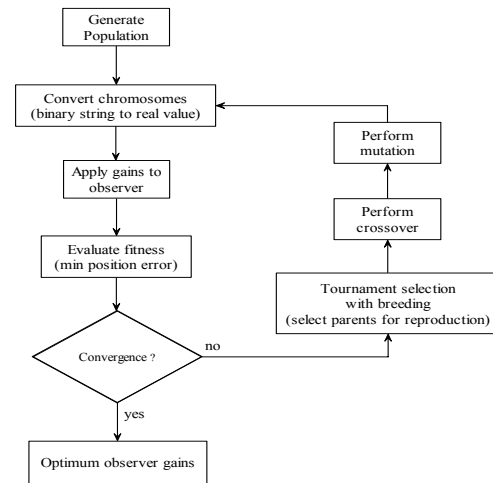 Generate
Population
Convert chromosomes
(binary string to real value)
Apply gains to
observer
Evaluate fitness
(min position error)
Convergence ?
yes
Optimum observer gains
no
Tournament selection
with breeding
(select parents for reproduction)
Perform
crossover
Perform
mutation